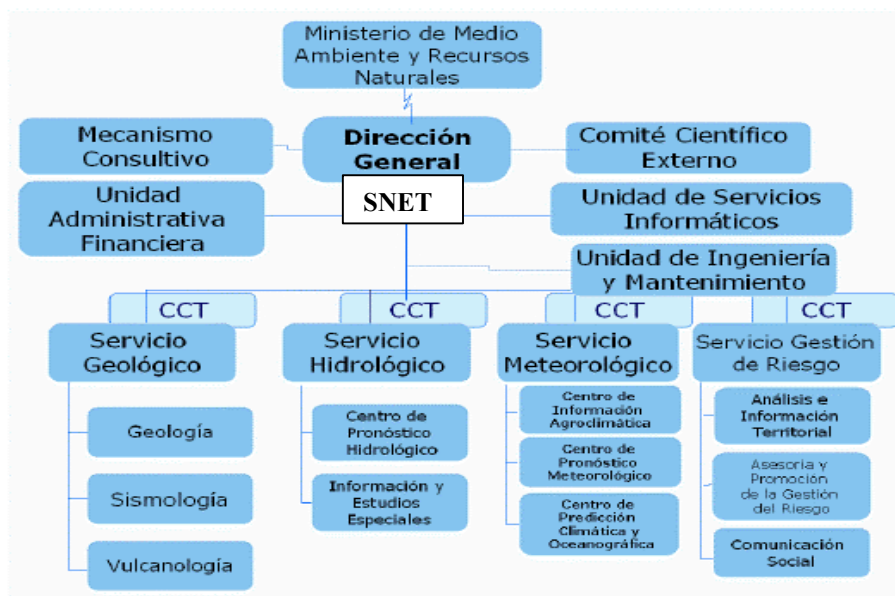 Ministerio de Medio
Ambiente y Recursos
Naturales
Mecanismo
Consultivo
Dirección
General
Comité Científico
Externo
SNET
Unidad
Administrativa
Financiera
Unidad de Servicios
Informáticos
Unidad de Ingeniería
y Mantenimiento
CCT
CCT
CCT
CCT
Servicio
Geológico
Geología
Sismología
Vulcanología
Servicio
Hidrológico
Centro de
Pronóstico
Hidrológico
Información y
Estudios
Especiales
Servicio
Meteorológico
Centro de
Información
Agroclimática
Centro de
Pronóstico
Meteorológico
Centro de
Predicción
Climática y
Oceanográfica
Servicio Gestión
de Riesgo
Análisis e
Información
Territorial
Asesoria y
Promoción
de la Gestión
del Riesgo
Comunicación
Social